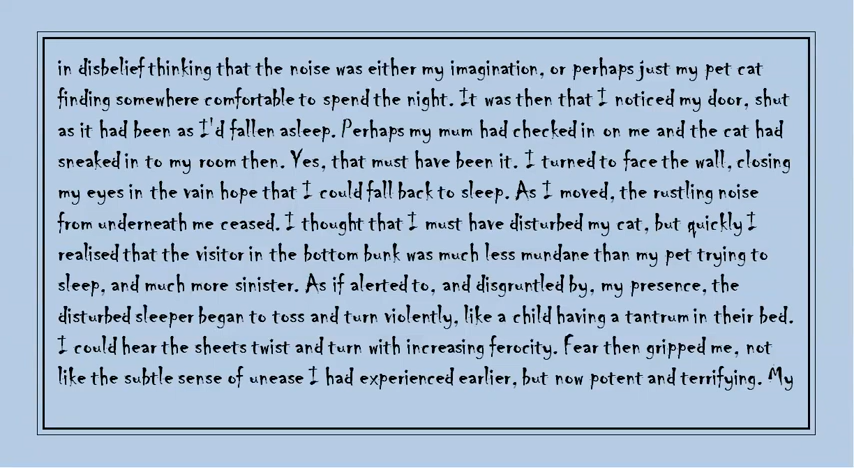 in disbelief thinking that the noise was either my imagination, or perhaps just my pet cat
finding somewhere comfortable to spend the night. It was then that I noticed my door, shut
as it had been as I'd fallen asleep. Perhaps my mum had checked in on me and the cat had
sneaked in to my room then. Yes, that must have been it. I turned to face the wall, closing
my eyes in the vain hope that I could fall back to sleep. As I moved, the rustling noise
from underneath me ceased. I thought that I must have disturbed my cat, but quickly I
realised that the visitor in the bottom bunk was much less mundane than my pet trying to
sleep, and much more sinister. As if alerted to, and disgruntled by, my presence, the
disturbed sleeper began to toss and turn violently, like a child having a tantrum in their bed.
I could hear the sheets twist and turn with increasing ferocity. Fear then gripped me, not
like the subtle sense of unease I had experienced earlier, but now potent and terrifying. My